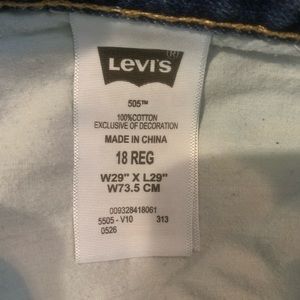 LEVI'S
505™
100%COTTON
EXCLUSIVE OF DECORATION
MADE IN CHINA
18 REG
W29" X L29"
W73.5 CM
009328418061
5505 - V10 313
0526